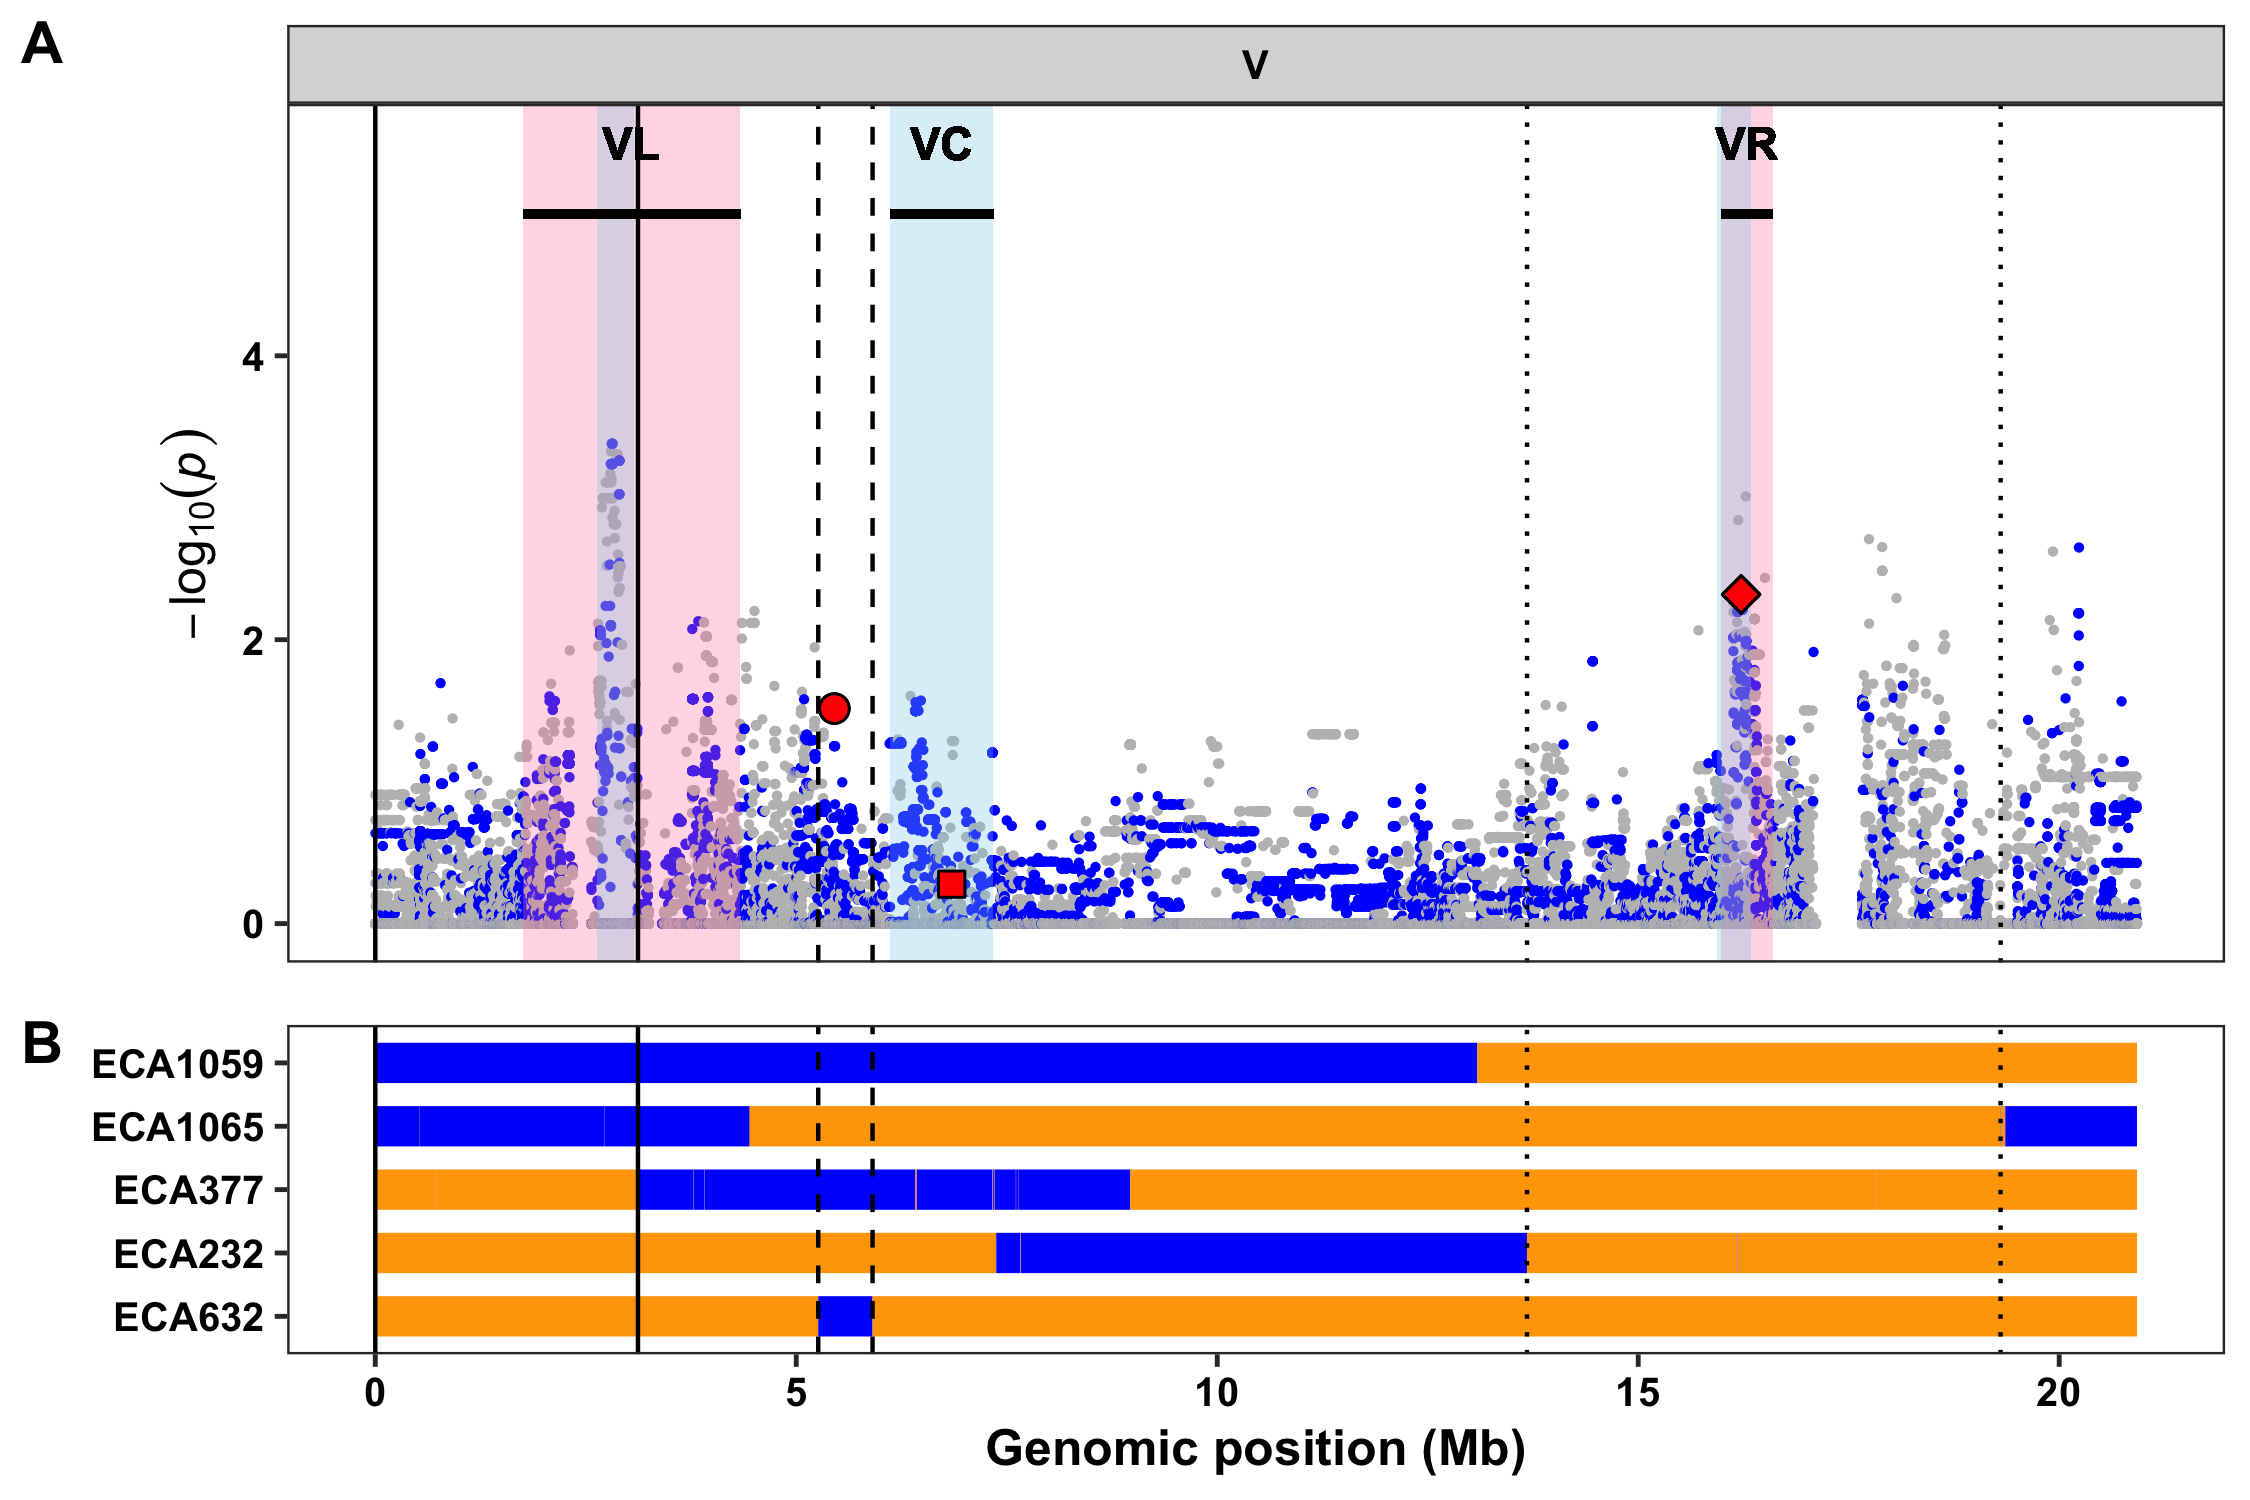 A
V
VL VC VR
4
2
0
−log10(p)
B
ECA1059
ECA1065
ECA377
ECA232
ECA632
0 5 10 15 20
Genomic position (Mb)